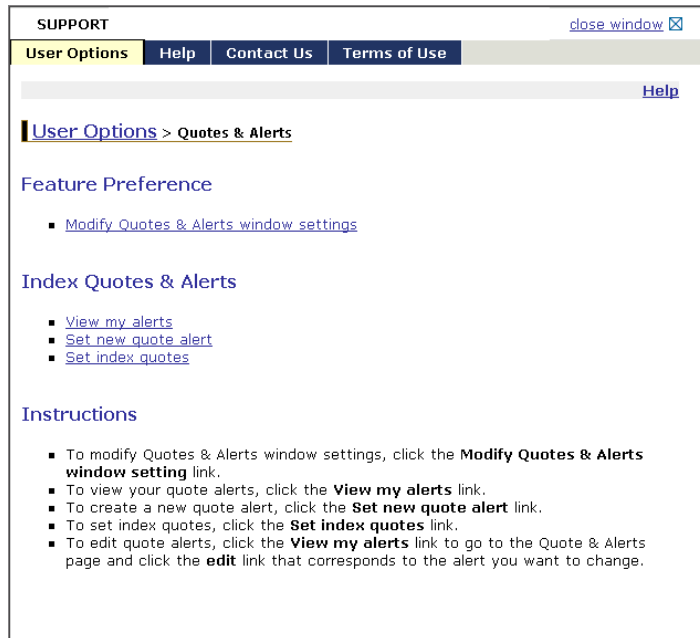 SUPPORT
close window
User Options Help Contact Us Terms of Use
Help
User Options > Quotes & Alerts
Feature Preference
Modify Quotes & Alerts window settings
Index Quotes & Alerts
View my alerts
Set new quote alert
Set index quotes
Instructions
To modify Quotes & Alerts window settings, click the Modify Quotes & Alerts
window setting link.
To view your quote alerts, click the View my alerts link.
To create a new quote alert, click the Set new quote alert link.
To set index quotes, click the Set index quotes link.
To edit quote alerts, click the View my alerts link to go to the Quote & Alerts
page and click the edit link that corresponds to the alert you want to change.